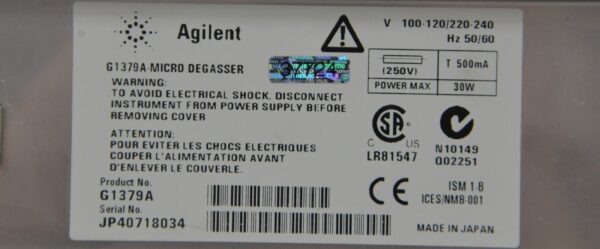 Agilent
V 100-120/220-240
Hz 50/60
G1379A-MICRO DEGASSER
(250V)
T 500mA
POWER MAX
30W
WARNING:
TO AVOID ELECTRICAL SHOCK, DISCONNECT
INSTRUMENT FROM POWER SUPPLY BEFORE
REMOVING COVER
ATTENTION:
POUR EVITER LES CHOCS ELECTRIQUES
COUPER L'ALIMENTATION AVANT
D'ENLEVER LE COUVERLE.
C US
LR81547
N10149
Q02251
Product No.
G1379A
Serial No.
JP40718034
CE
ISM 1-B
ICES/NMB-001
MADE IN JAPAN